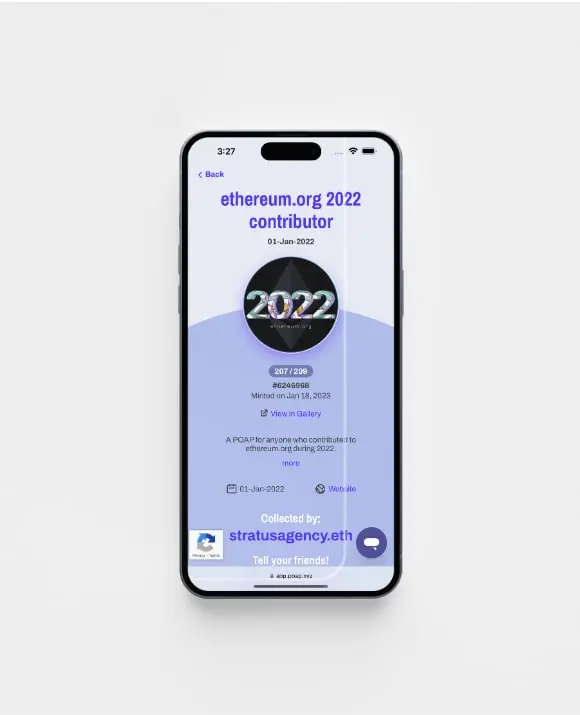 3:27
Back
ethereum.org 2022
contributor
01-Jan-2022
2022
ethereum.org
207 / 209
#6246968
Minted on Jan 18, 2023
View in Gallery
A POAP for anyone who contributed to
ethereum.org during 2022.
more
01-Jan-2022 Website
Collected by:
stratusagency.eth
Privacy - Terms
Tell your friends!
app.poap.xyz